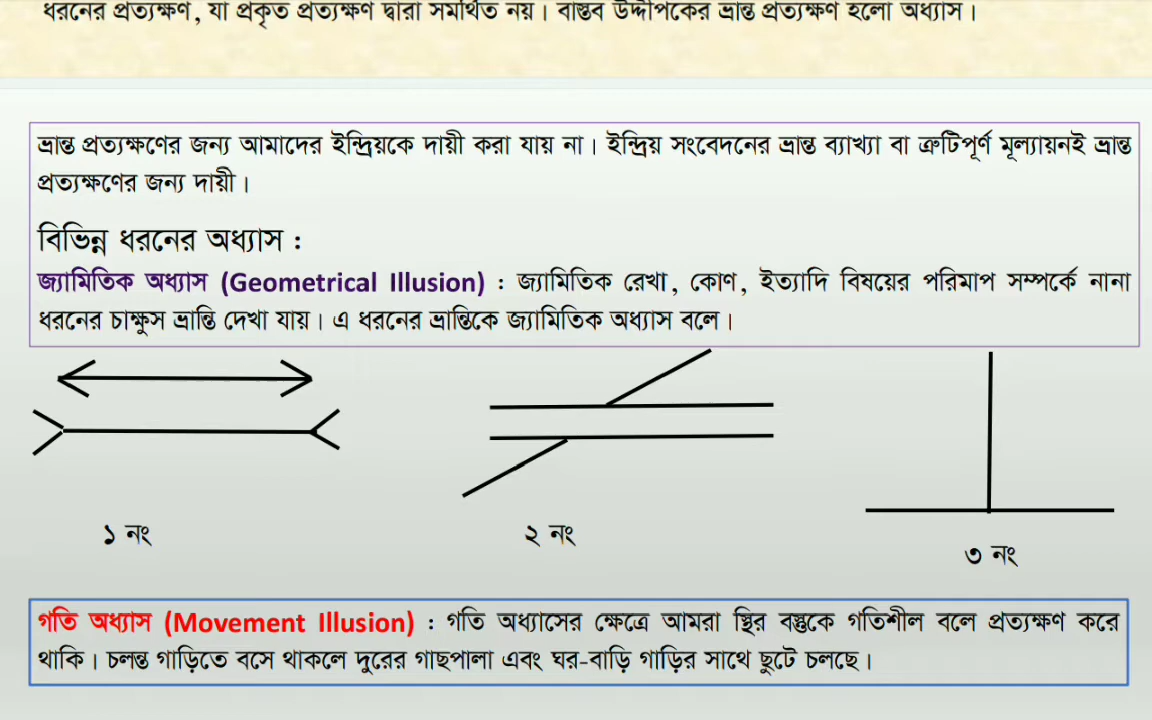 ধরনের প্রত্যক্ষণ, যা প্রকৃত প্রত্যক্ষণ দ্বারা সমর্থিত নয়। বাস্তব উদ্দীপকের ভ্রান্ত প্রত্যক্ষণ হলো অধ্যাস।
ভ্রান্ত প্রত্যক্ষণের জন্য আমাদের ইন্দ্রিয়কে দায়ী করা যায় না। ইন্দ্রিয় সংবেদনের ভ্রান্ত ব্যাখ্যা বা ত্রুটিপূর্ণ মূল্যায়নই ভ্রান্ত
প্রত্যক্ষণের জন্য দায়ী।
বিভিন্ন ধরনের অধ্যাস :
জ্যামিতিক অধ্যাস (Geometrical Illusion) : জ্যামিতিক রেখা, কোণ, ইত্যাদি বিষয়ের পরিমাপ সম্পর্কে নানা
ধরনের চাক্ষুস ভ্রান্তি দেখা যায়। এ ধরনের ভ্রান্তিকে জ্যামিতিক অধ্যাস বলে।
১ নং
২ নং
৩ নং
গতি অধ্যাস (Movement Illusion) : গতি অধ্যাসের ক্ষেত্রে আমরা স্থির বস্তুকে গতিশীল বলে প্রত্যক্ষণ করে
থাকি। চলন্ত গাড়িতে বসে থাকলে দুরের গাছপালা এবং ঘর-বাড়ি গাড়ির সাথে ছুটে চলছে।